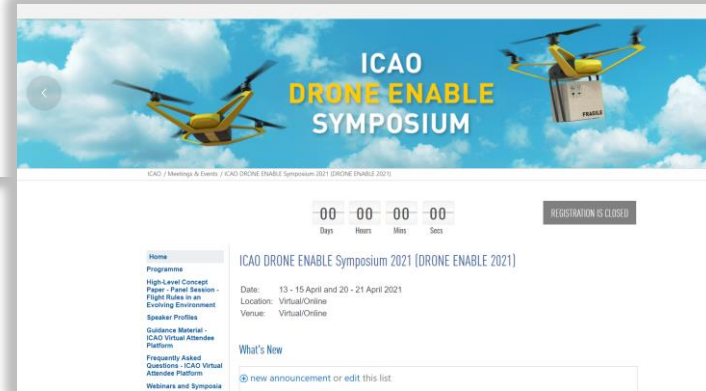 ICAO
DRONE ENABLE
SYMPOSIUM
FRAGILE
ICAO / Meetings & Events / ICAO DRONE ENABLE Symposium 2021 (DRONE ENABLE 2021)
00 00 00 00
Days Hours Mins Secs
REGISTRATION IS CLOSED
Home
Programme
High-Level Concept
Paper - Panel Session -
Flight Rules in an
Evolving Environment
Speaker Profiles
Guidance Material -
ICAO Virtual Attendee
Platform
Frequently Asked
Questions - ICAO Virtual
Attendee Platform
Webinars and Symposia
ICAO DRONE ENABLE Symposium 2021 (DRONE ENABLE 2021)
Date: 13 - 15 April and 20 - 21 April 2021
Location: Virtual/Online
Venue: Virtual/Online
What's New
new announcement or edit this list